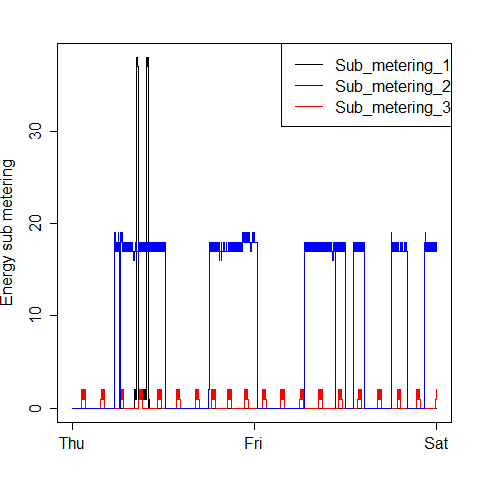 Sub_metering_1
Sub_metering_2
Sub_metering_3
Energy sub metering
30
20
10
0
Thu Fri Sat